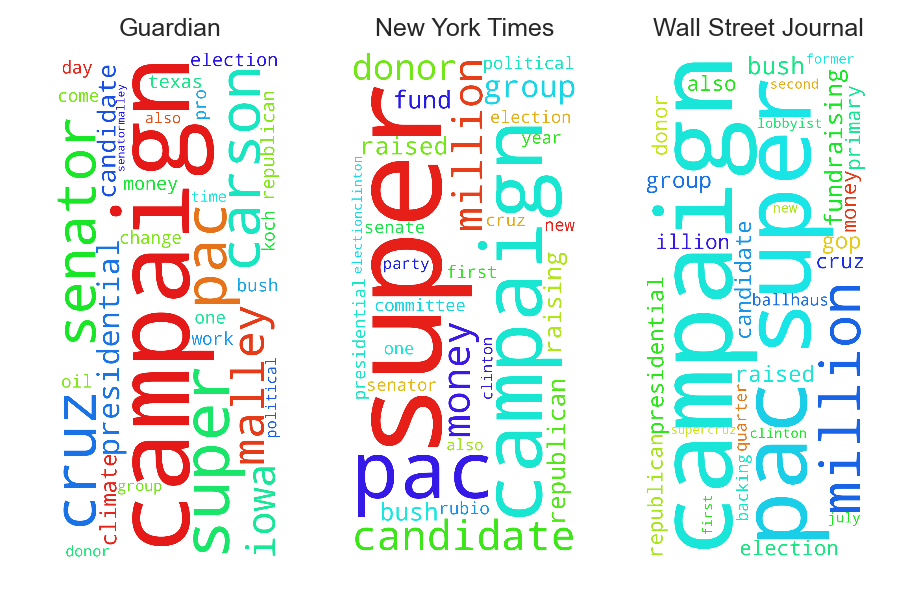 Guardian
New York Times
Wall Street Journal
day
election
come
candidate
senatormalley
texas
pro
also
campaign
carson
republican
senator
money
time
change
pac
koch
presidential
bush
one
work
malley
oil
political
cruz
super
climate
group
iowa
donor
donor
million
political
fund
group
super
election
year
raised
campaign
electionclinton
senate
cruz
new
party
first
presidential
committee
raising
one
money
clinton
senator
republican
also
pac
bush
rubio
candidate
bush
former
also
second
donor
campaign
super
lobbyist
fundraising
primary
group
money
new
illion
candidate
gop
cruz
presidential
ballhaus
million
raised
pac
quarter
supercruz
clinton
republican
backing
first
july
election